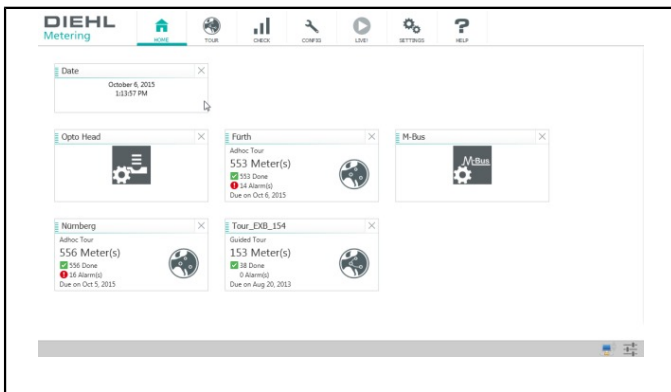 DIEHL
Metering
HOME
TOUR
CHECK
CONFIG
LIVE!
SETTINGS
HELP
Date
October 6, 2015
1:13:57 PM
Opto Head
Fürth
Adhoc Tour
553 Meter(s)
553 Done
14 Alarm(s)
Due on Oct 6, 2015
M-Bus
M-Bus
Nürnberg
Adhoc Tour
556 Meter(s)
556 Done
16 Alarm(s)
Due on Oct 5, 2015
Tour_EXB_154
Guided Tour
153 Meter(s)
38 Done
0 Alarm(s)
Due on Aug 20, 2013